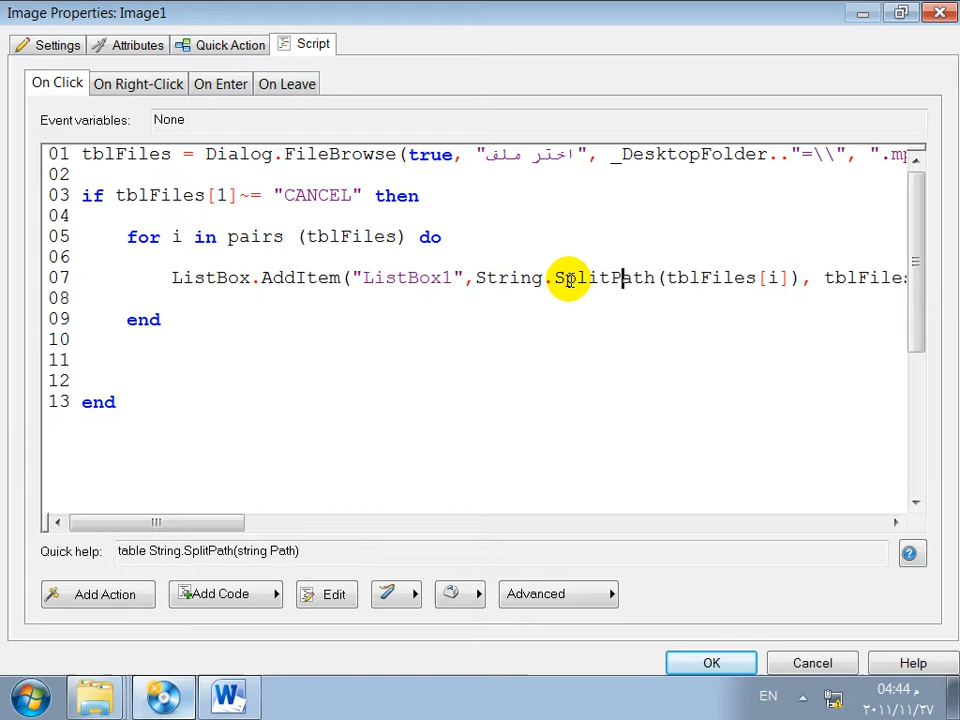 Image Properties: Image1
Settings Attributes Quick Action Script
On Click On Right-Click On Enter On Leave
Event variables: None
01 tblFiles = Dialog.FileBrowse(true, "اختر ملف", _DesktopFolder.."=\\", ".mp
02
03 if tblFiles[1]~= "CANCEL" then
04
05 for i in pairs (tblFiles) do
06
07 ListBox.AddItem("ListBox1",String.SplitPath(tblFiles[i]), tblFiles
08
09 end
10
11
12
13 end
Quick help: table String.SplitPath(string Path)
Add Action Add Code Edit Advanced
OK Cancel Help
EN
04:44 م
٢٠١١/١١/٢٧